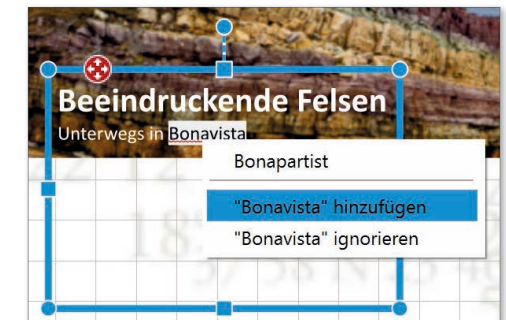 Beeindruckende Felsen
Unterwegs in Bonavista
Bonapartist
"Bonavista" hinzufügen
"Bonavista" ignorieren